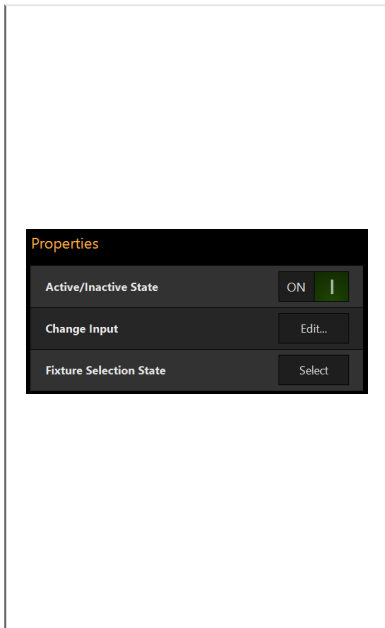 Properties
Active/Inactive State ON
Change Input Edit...
Fixture Selection State Select